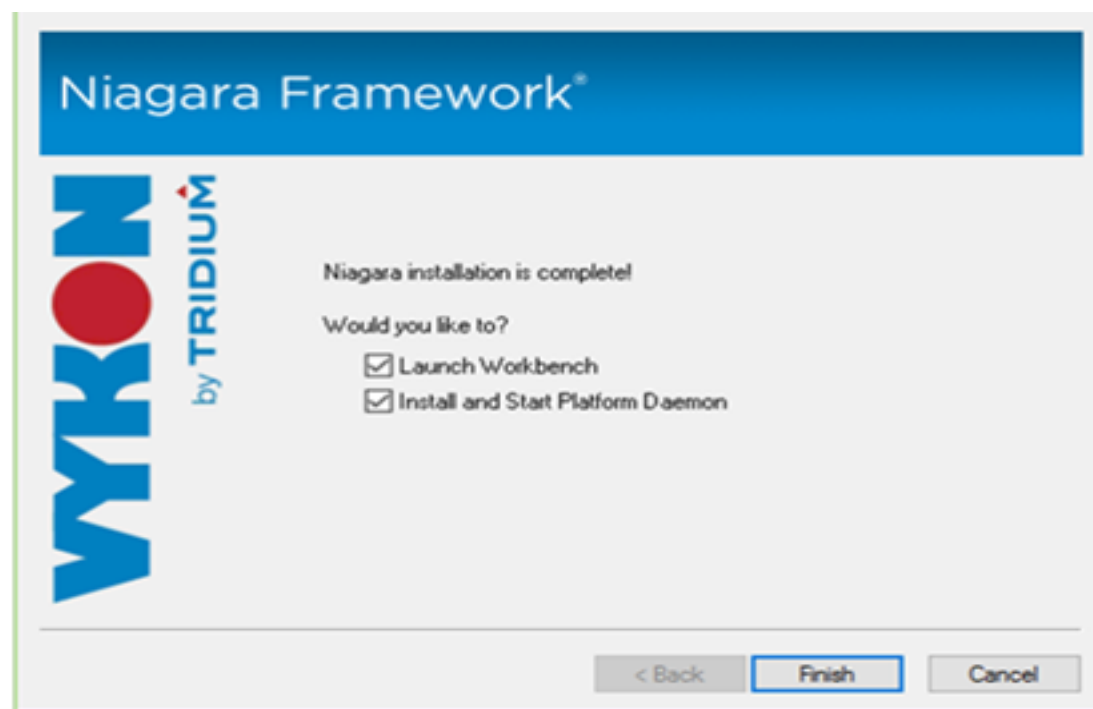 Niagara Framework®
VYKON
by TRIDIUM
Niagara installation is complete!
Would you like to?
Launch Workbench
Install and Start Platform Daemon
< Back
Finish
Cancel